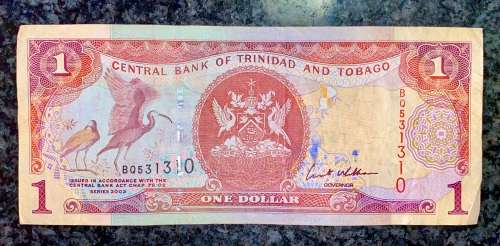 1
1
CENTRAL BANK OF TRINIDAD AND TOBAGO
BQ531310
BQ531310
ISSUED IN ACCORDANCE WITH THE
CENTRAL BANK ACT CHAP. 79:02
SERIES 2002
GOVERNOR
1
ONE DOLLAR
1